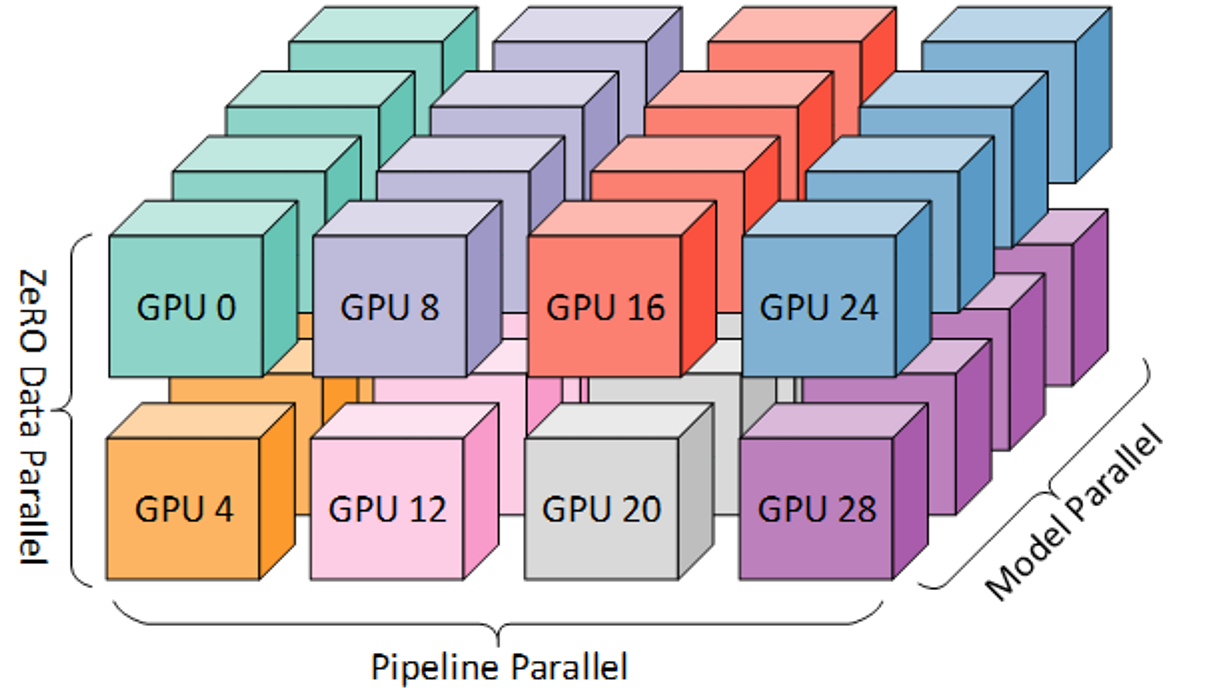 GPU 0
GPU 8
GPU 16
GPU 24
GPU 4
GPU 12
GPU 20
GPU 28
ZeRO Data Parallel
Model Parallel
Pipeline Parallel